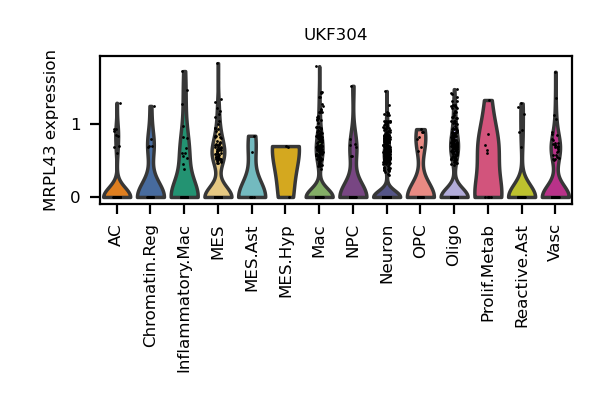 UKF304
MRPL43 expression
1
0
AC
Chromatin.Reg
Inflammatory.Mac
MES
MES.Ast
MES.Hyp
Mac
NPC
Neuron
OPC
Oligo
Prolif.Metab
Reactive.Ast
Vasc